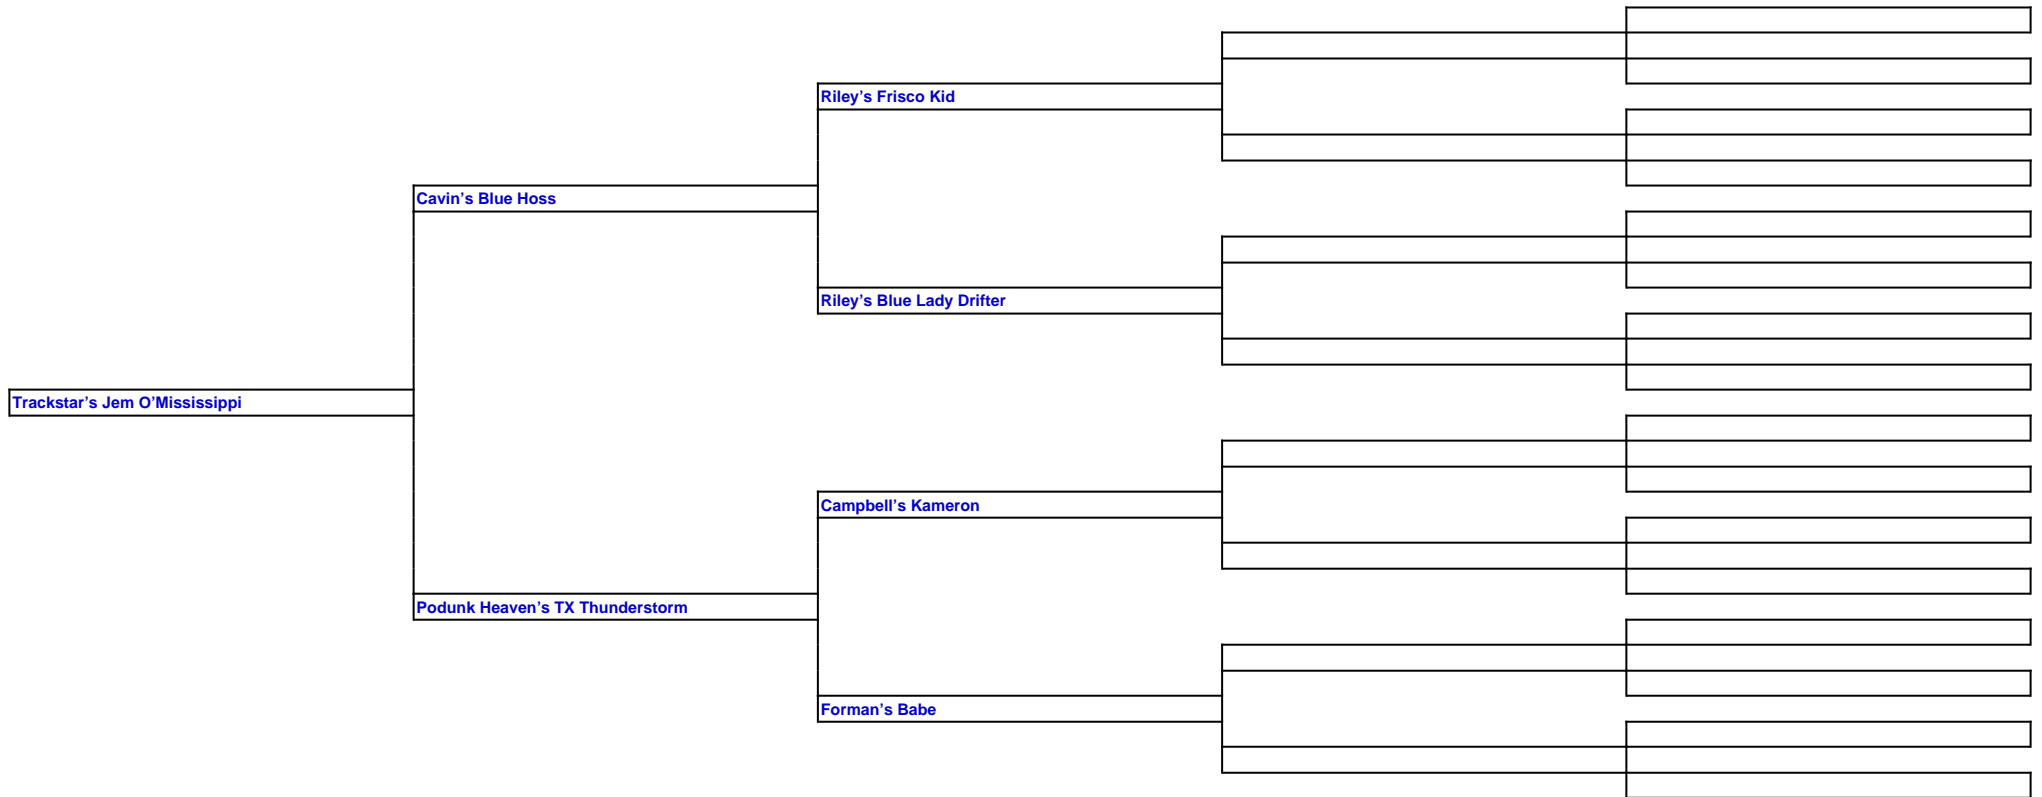 Riley’s Frisco Kid
Cavin’s Blue Hoss
Riley’s Blue Lady Drifter
Trackstar’s Jem O’Mississippi
Campbell’s Kameron
Podunk Heaven’s TX Thunderstorm
Forman’s Babe